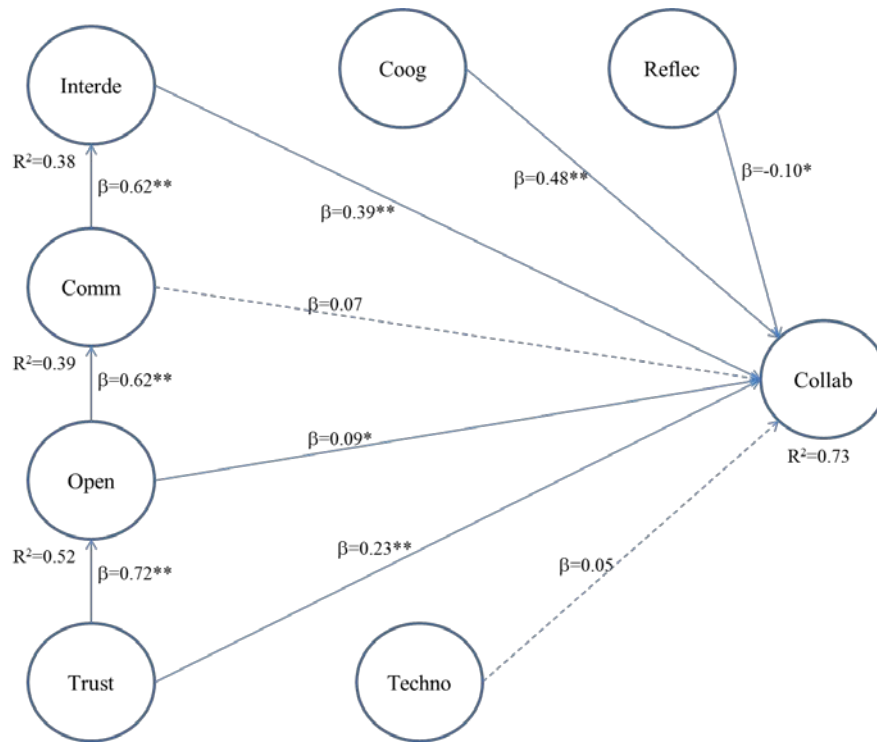 Interde
Coog
Reflec
R²=0.38
β=0.62**
β=0.48**
β=-0.10*
β=0.39**
Comm
β=0.07
R²=0.39
β=0.62**
Collab
β=0.09*
R²=0.73
Open
R²=0.52
β=0.72**
β=0.23**
β=0.05
Trust
Techno